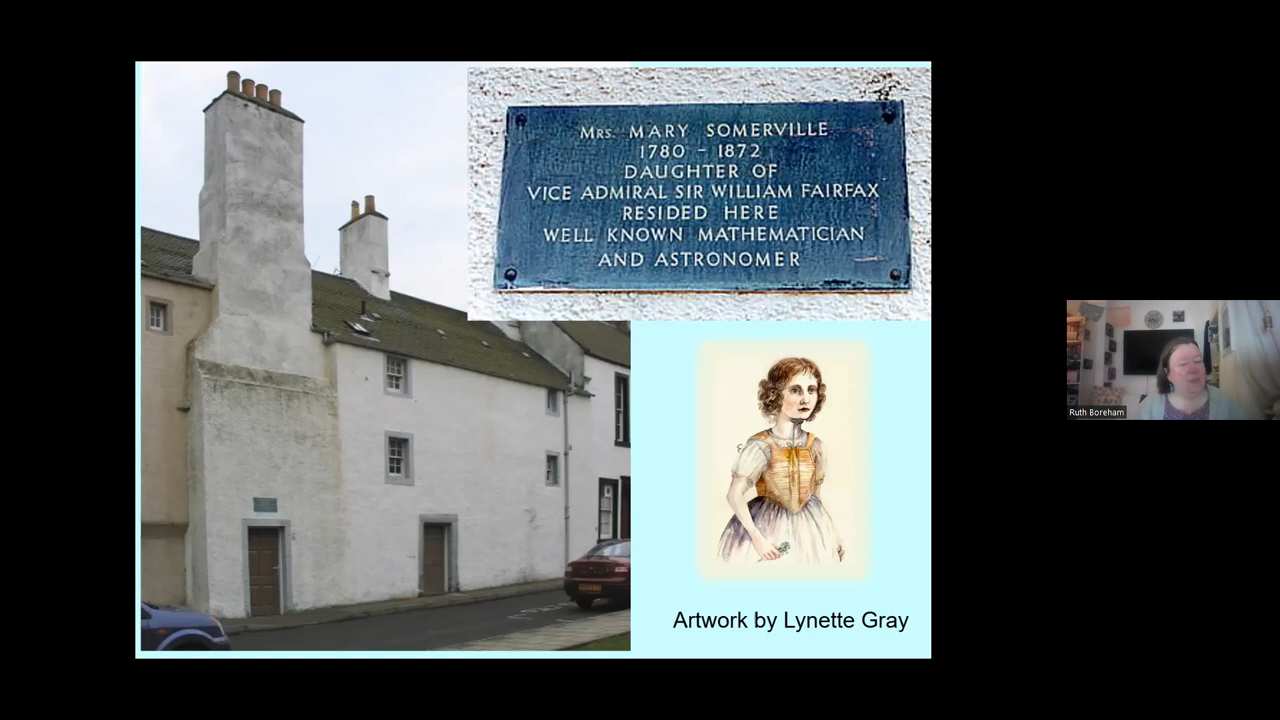 Mrs. MARY SOMERVILLE
1780 - 1872
DAUGHTER OF
VICE ADMIRAL SIR WILLIAM FAIRFAX
RESIDED HERE
WELL KNOWN MATHEMATICIAN
AND ASTRONOMER
Artwork by Lynette Gray
Ruth Boreham